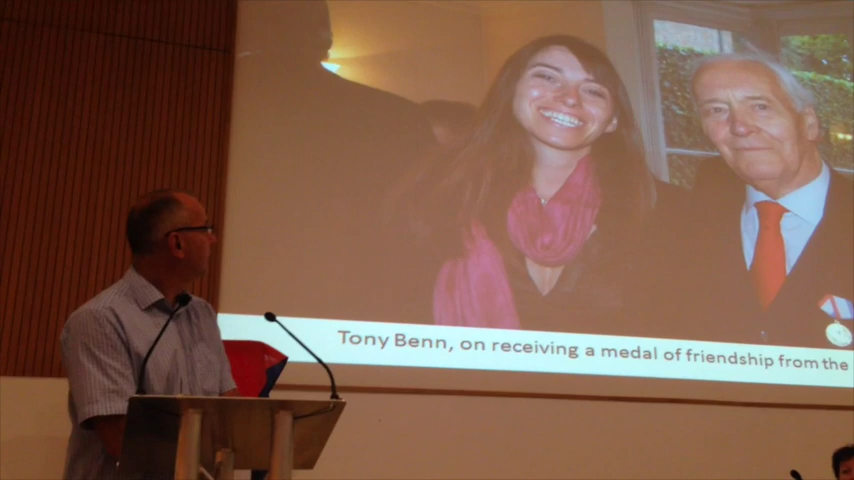 Tony Benn, on receiving a medal of friendship from the